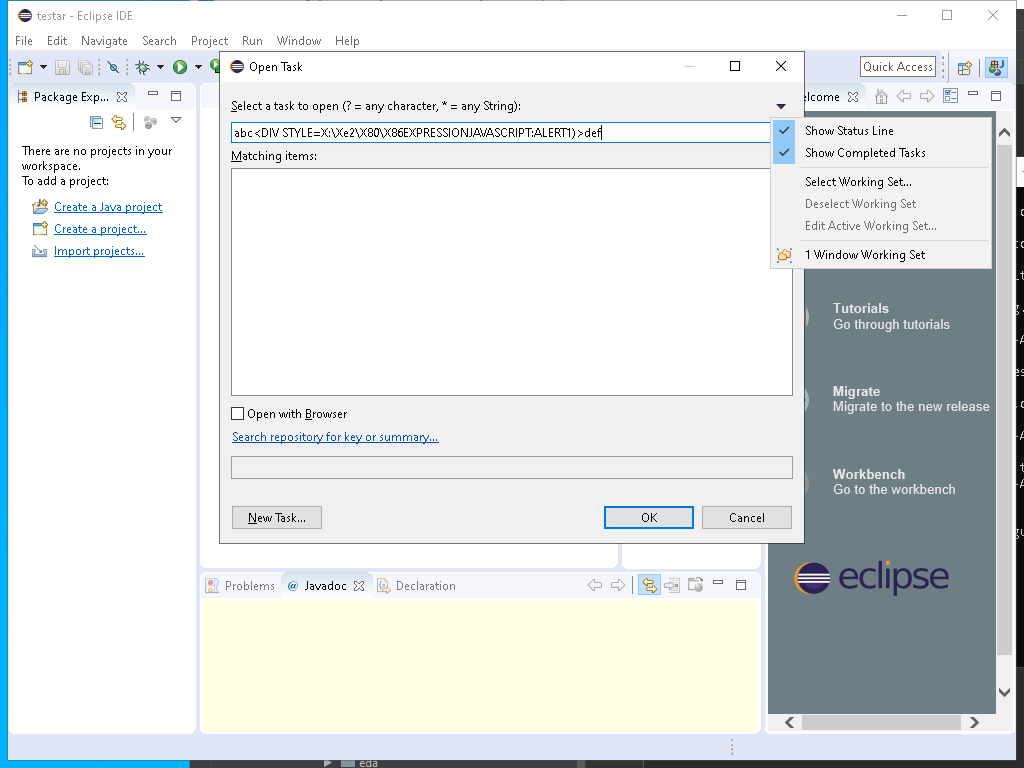 testar - Eclipse IDE
File Edit Navigate Search Project Run Window Help
Quick Access
Package Exp...
There are no projects in your
workspace.
To add a project:
Create a Java project
Create a project...
Import projects...
Open Task
Select a task to open (? = any character, * = any String):
abc<DIV STYLE=X:\Xe2\X80\X86EXPRESSIONJAVASCRIPT:ALERT1)>def
Matching items:
Open with Browser
Search repository for key or summary...
New Task...
OK
Cancel
Show Status Line
Show Completed Tasks
Select Working Set...
Deselect Working Set
Edit Active Working Set...
1 Window Working Set
Tutorials
Go through tutorials
Migrate
Migrate to the new release
Workbench
Go to the workbench
eclipse
Problems
@ Javadoc
Declaration
eda